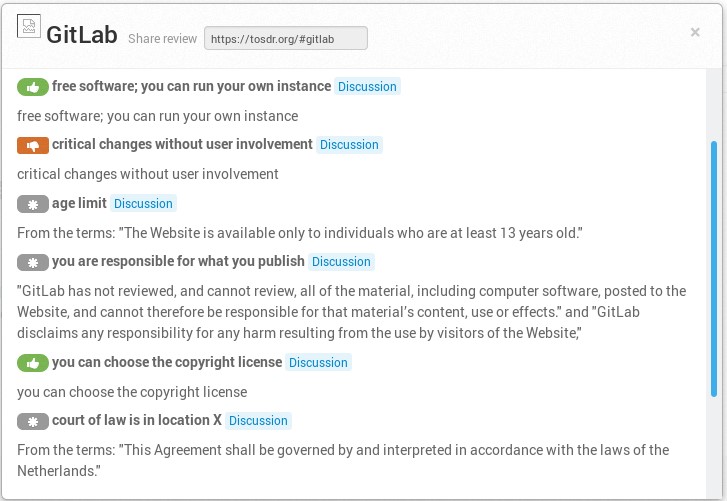 GitLab Share review https://tosdr.org/#gitlab ×
free software; you can run your own instance Discussion
free software; you can run your own instance
critical changes without user involvement Discussion
critical changes without user involvement
age limit Discussion
From the terms: "The Website is available only to individuals who are at least 13 years old."
you are responsible for what you publish Discussion
"GitLab has not reviewed, and cannot review, all of the material, including computer software, posted to the
Website, and cannot therefore be responsible for that material's content, use or effects." and "GitLab
disclaims any responsibility for any harm resulting from the use by visitors of the Website,"
you can choose the copyright license Discussion
you can choose the copyright license
court of law is in location X Discussion
From the terms: "This Agreement shall be governed by and interpreted in accordance with the laws of the
Netherlands."